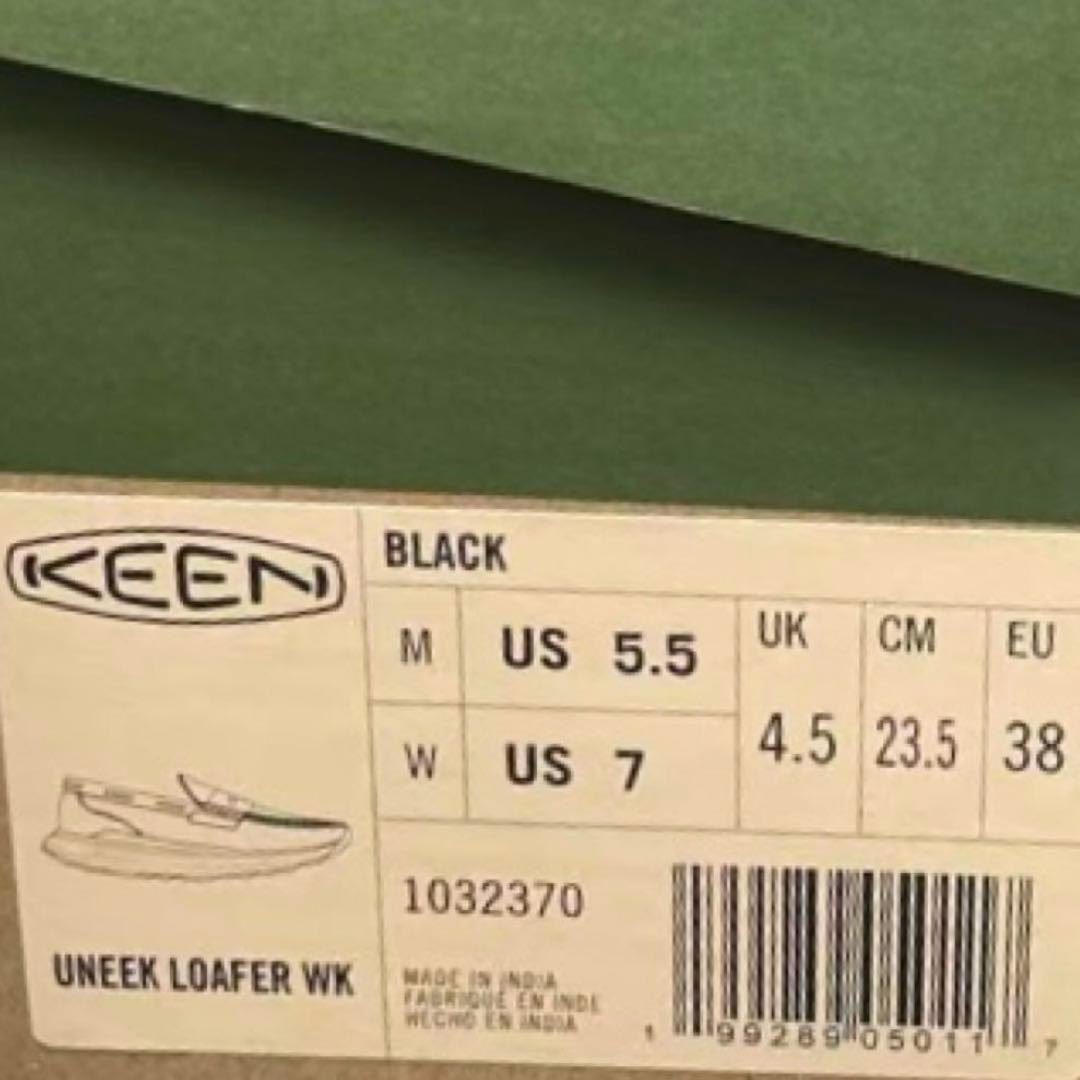 KEEN
BLACK
M US 5.5
W US 7
UK CM EU
4.5 23.5 38
1032370
UNEEK LOAFER WK
MADE IN INDIA
FABRIQUÉ EN INDE
HECHO EN INDIA
1 99289 05011 7